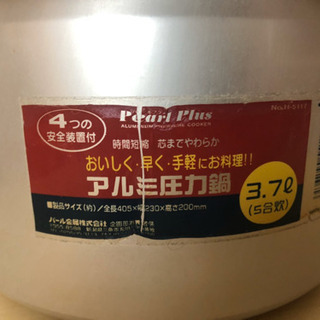 Pearl Plus
No.H-5111
ALUMINIUM PRESSURE COOKER
4つの
安全装置付
時間短縮 芯までやわらか
おいしく・早く・手軽にお料理!!
アルミ圧力鍋
3.7ℓ
(5合炊)
■製品サイズ(約)/全長405×幅230×高さ200mm
パール金属株式会社